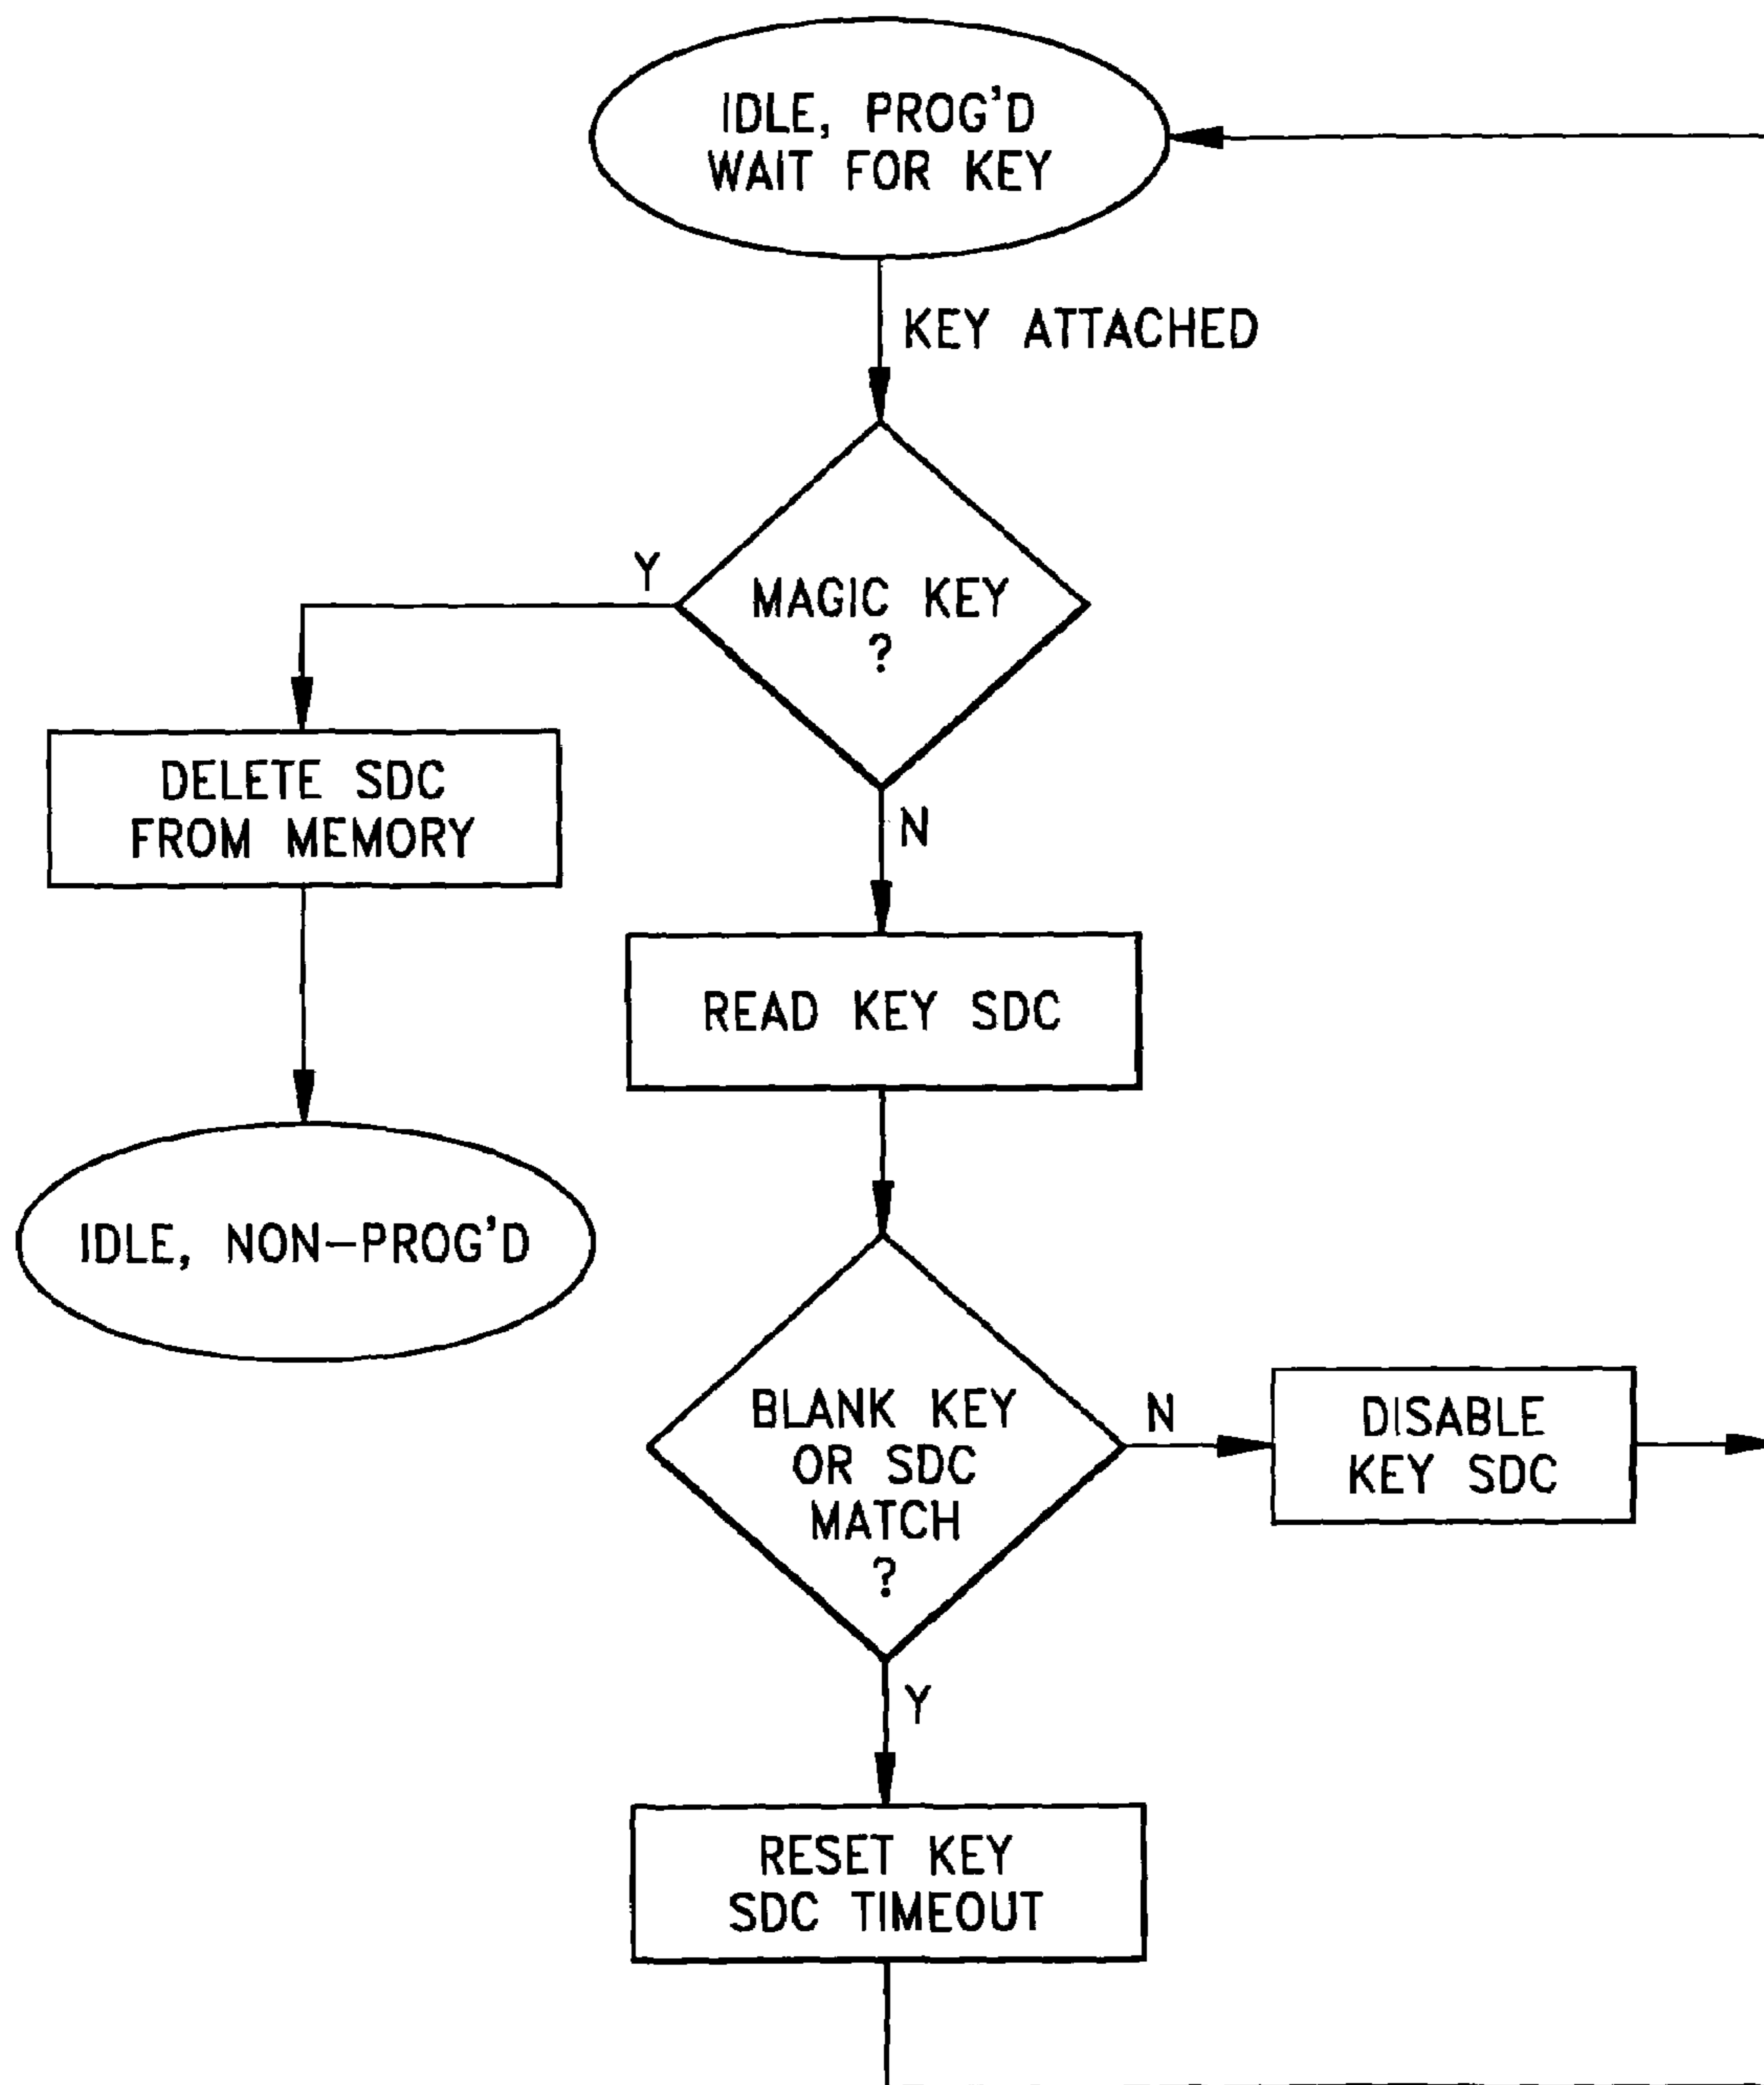 IDLE, PROG'D
WAIT FOR KEY
KEY ATTACHED
MAGIC KEY
?
Y
N
DELETE SDC
FROM MEMORY
READ KEY SDC
IDLE, NON-PROG'D
BLANK KEY
OR SDC
MATCH
?
N
DISABLE
KEY SDC
Y
RESET KEY
SDC TIMEOUT